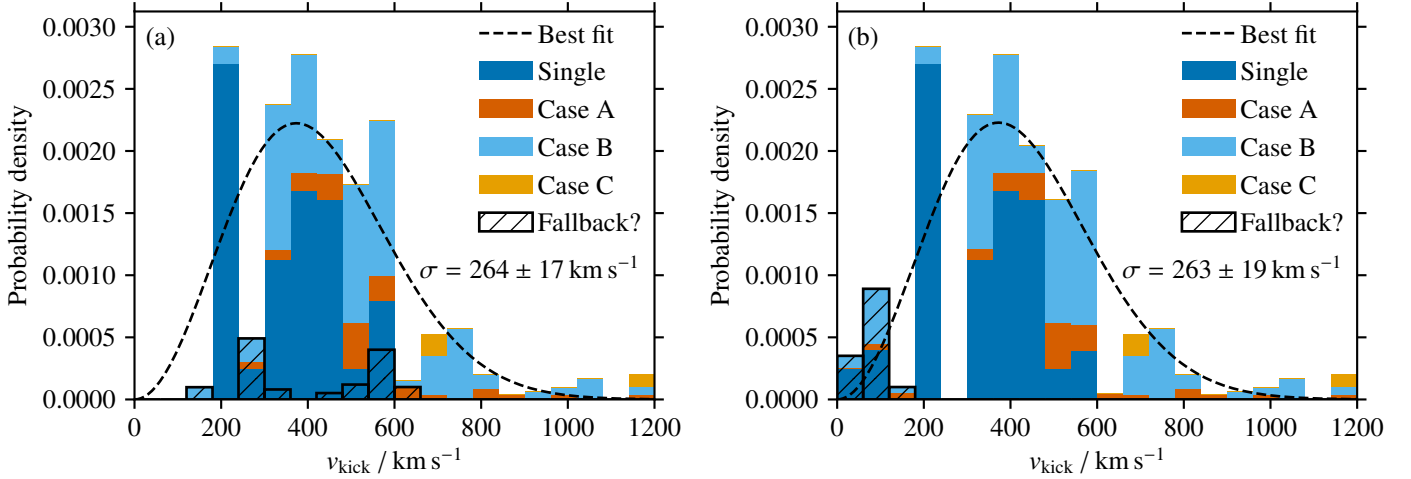 (a)
Best fit
Single
Case A
Case B
Case C
Fallback?
σ = 264 ± 17 km s⁻¹
Probability density
0.0030
0.0025
0.0020
0.0015
0.0010
0.0005
0.0000
0 200 400 600 800 1000 1200
v_kick / km s⁻¹
(b)
Best fit
Single
Case A
Case B
Case C
Fallback?
σ = 263 ± 19 km s⁻¹
Probability density
0.0030
0.0025
0.0020
0.0015
0.0010
0.0005
0.0000
0 200 400 600 800 1000 1200
v_kick / km s⁻¹